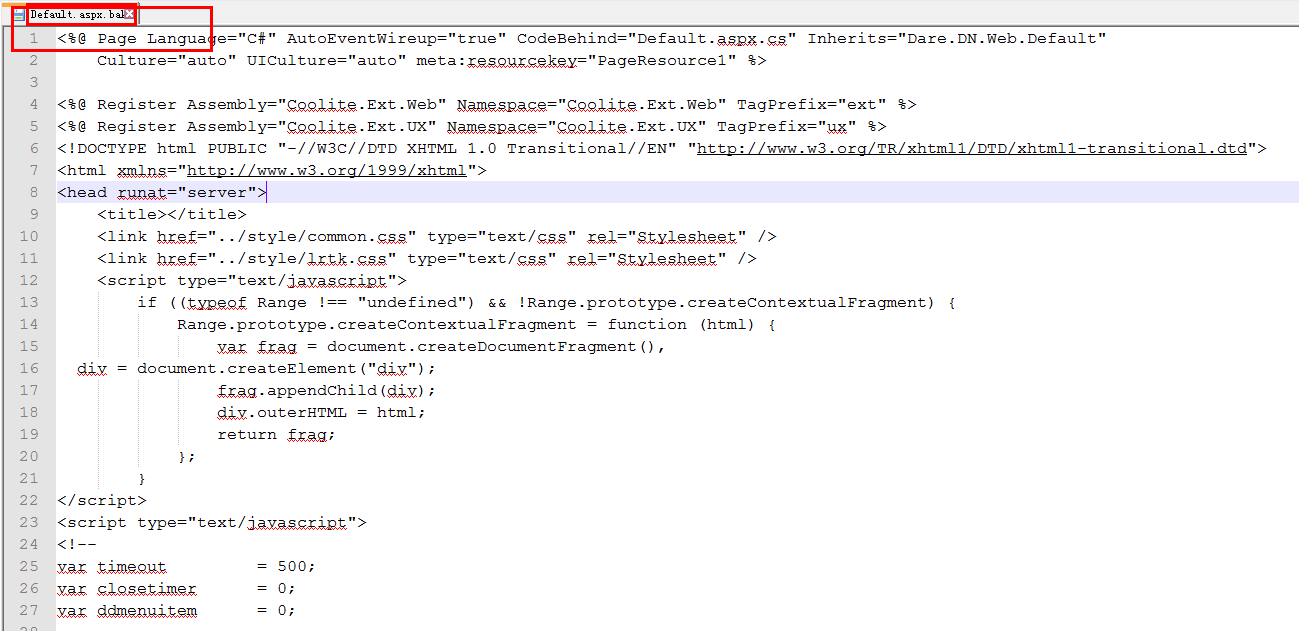 Default.aspx.bak
1 <%@ Page Language="C#" AutoEventWireup="true" CodeBehind="Default.aspx.cs" Inherits="Dare.DN.Web.Default"
2     Culture="auto" UICulture="auto" meta:resourcekey="PageResource1" %>
3
4 <%@ Register Assembly="Coolite.Ext.Web" Namespace="Coolite.Ext.Web" TagPrefix="ext" %>
5 <%@ Register Assembly="Coolite.Ext.UX" Namespace="Coolite.Ext.UX" TagPrefix="ux" %>
6 <!DOCTYPE html PUBLIC "-//W3C//DTD XHTML 1.0 Transitional//EN" "http://www.w3.org/TR/xhtml1/DTD/xhtml1-transitional.dtd">
7 <html xmlns="http://www.w3.org/1999/xhtml">
8 <head runat="server">
9     <title></title>
10     <link href="../style/common.css" type="text/css" rel="Stylesheet" />
11     <link href="../style/lrtk.css" type="text/css" rel="Stylesheet" />
12     <script type="text/javascript">
13         if ((typeof Range !== "undefined") && !Range.prototype.createContextualFragment) {
14             Range.prototype.createContextualFragment = function (html) {
15                 var frag = document.createDocumentFragment(),
16   div = document.createElement("div");
17                 frag.appendChild(div);
18                 div.outerHTML = html;
19                 return frag;
20             };
21         }
22 </script>
23 <script type="text/javascript">
24 <!--
25 var timeout         = 500;
26 var closetimer      = 0;
27 var ddmenuitem      = 0;
28